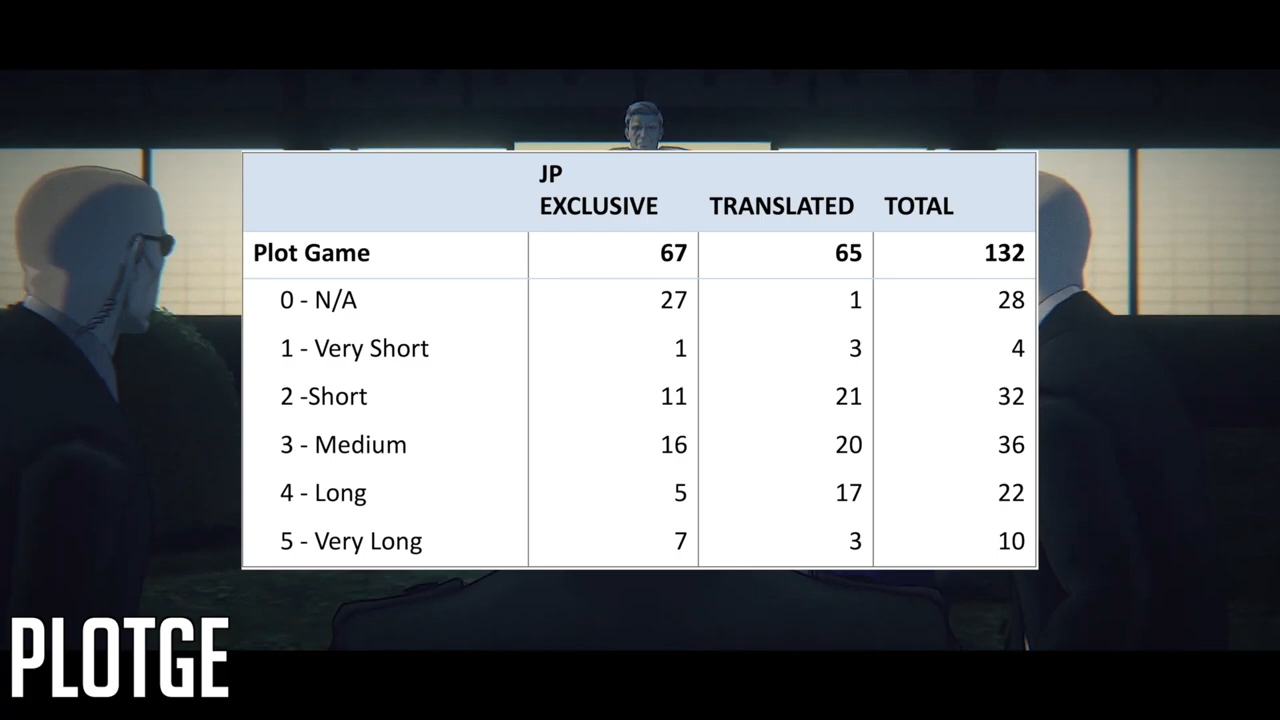 JP
EXCLUSIVE TRANSLATED TOTAL
Plot Game 67 65 132
0 - N/A 27 1 28
1 - Very Short 1 3 4
2 -Short 11 21 32
3 - Medium 16 20 36
4 - Long 5 17 22
5 - Very Long 7 3 10
PLOTGE